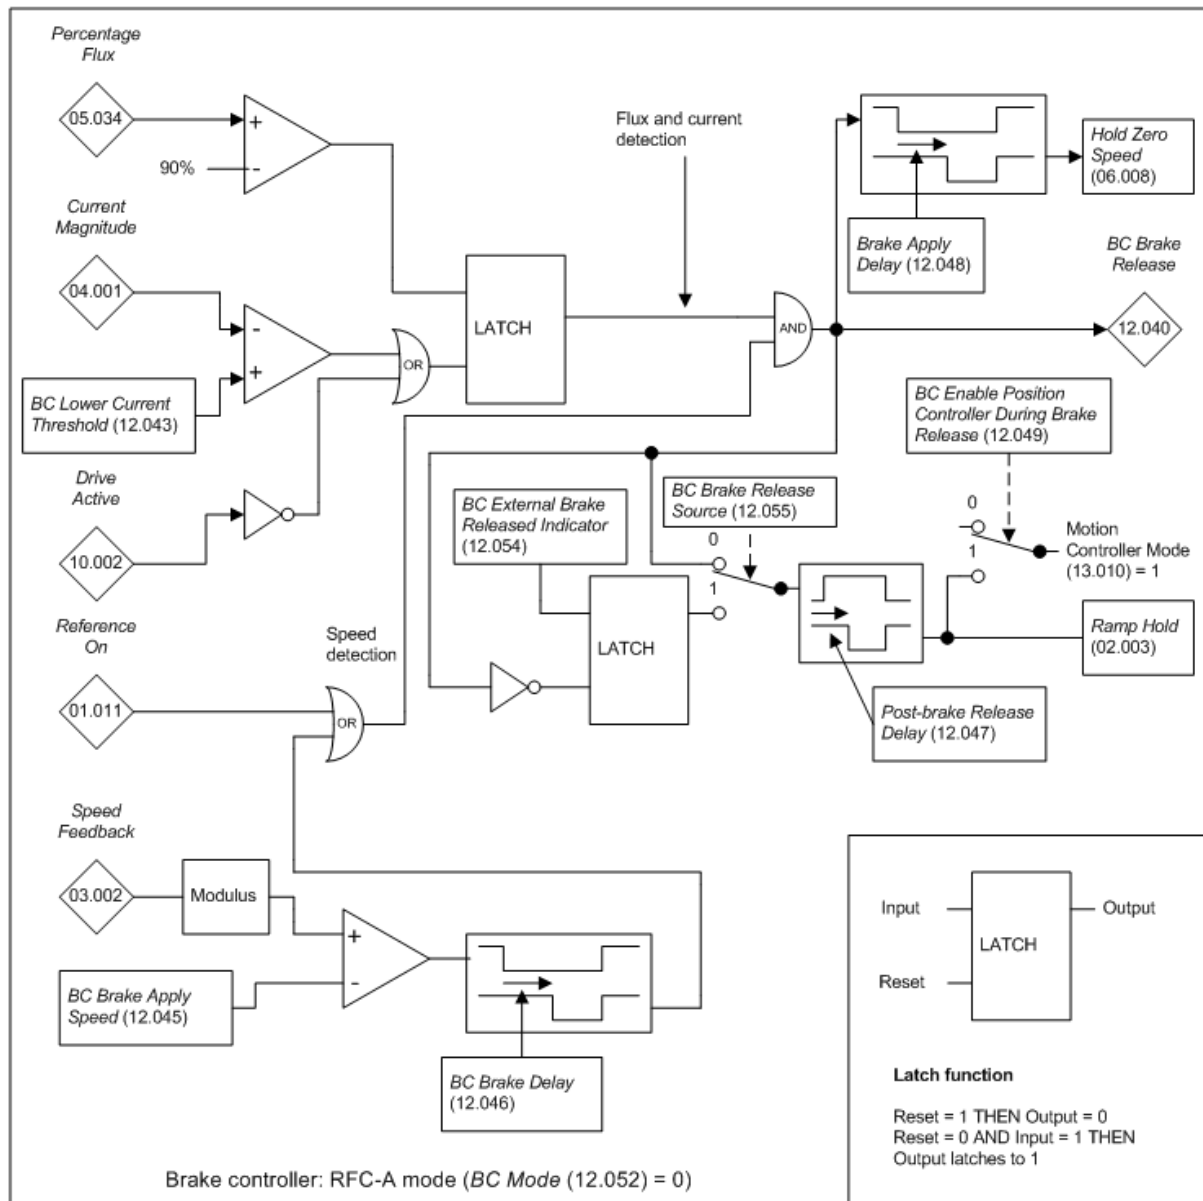 Percentage
Flux
05.034
+
90%
-
Flux and current
detection
Hold Zero
Speed
(06.008)
Current
Magnitude
04.001
-
+
BC Lower Current
Threshold (12.043)
OR
LATCH
AND
Brake Apply
Delay (12.048)
BC Brake
Release
12.040
BC Enable Position
Controller During Brake
Release (12.049)
Drive
Active
10.002
BC External Brake
Released Indicator
(12.054)
BC Brake Release
Source (12.055)
0
1
0
1
Motion
Controller Mode
(13.010) = 1
LATCH
Ramp Hold
(02.003)
Post-brake Release
Delay (12.047)
Reference
On
01.011
Speed
detection
OR
Speed
Feedback
03.002
Modulus
+
-
BC Brake Apply
Speed (12.045)
BC Brake Delay
(12.046)
Input
Reset
LATCH
Output
Latch function
Reset = 1 THEN Output = 0
Reset = 0 AND Input = 1 THEN
Output latches to 1
Brake controller: RFC-A mode (BC Mode (12.052) = 0)